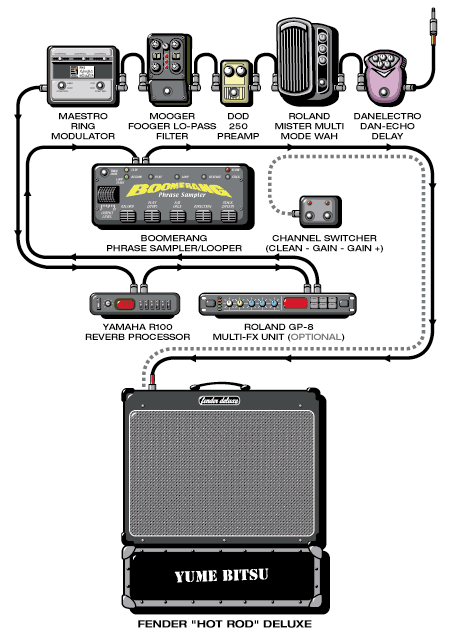 MAESTRO
RING
MODULATOR
MOOGER
FOOGER LO-PASS
FILTER
DOD
250
PREAMP
ROLAND
MISTER MULTI
MODE WAH
DANELECTRO
DAN-ECHO
DELAY
BOOMERANG
Phrase Sampler
BOOMERANG
PHRASE SAMPLER/LOOPER
CHANNEL SWITCHER
(CLEAN - GAIN - GAIN +)
YAMAHA R100
REVERB PROCESSOR
ROLAND GP-8
MULTI-FX UNIT (OPTIONAL)
fender deluxe
YUME BITSU
FENDER "HOT ROD" DELUXE